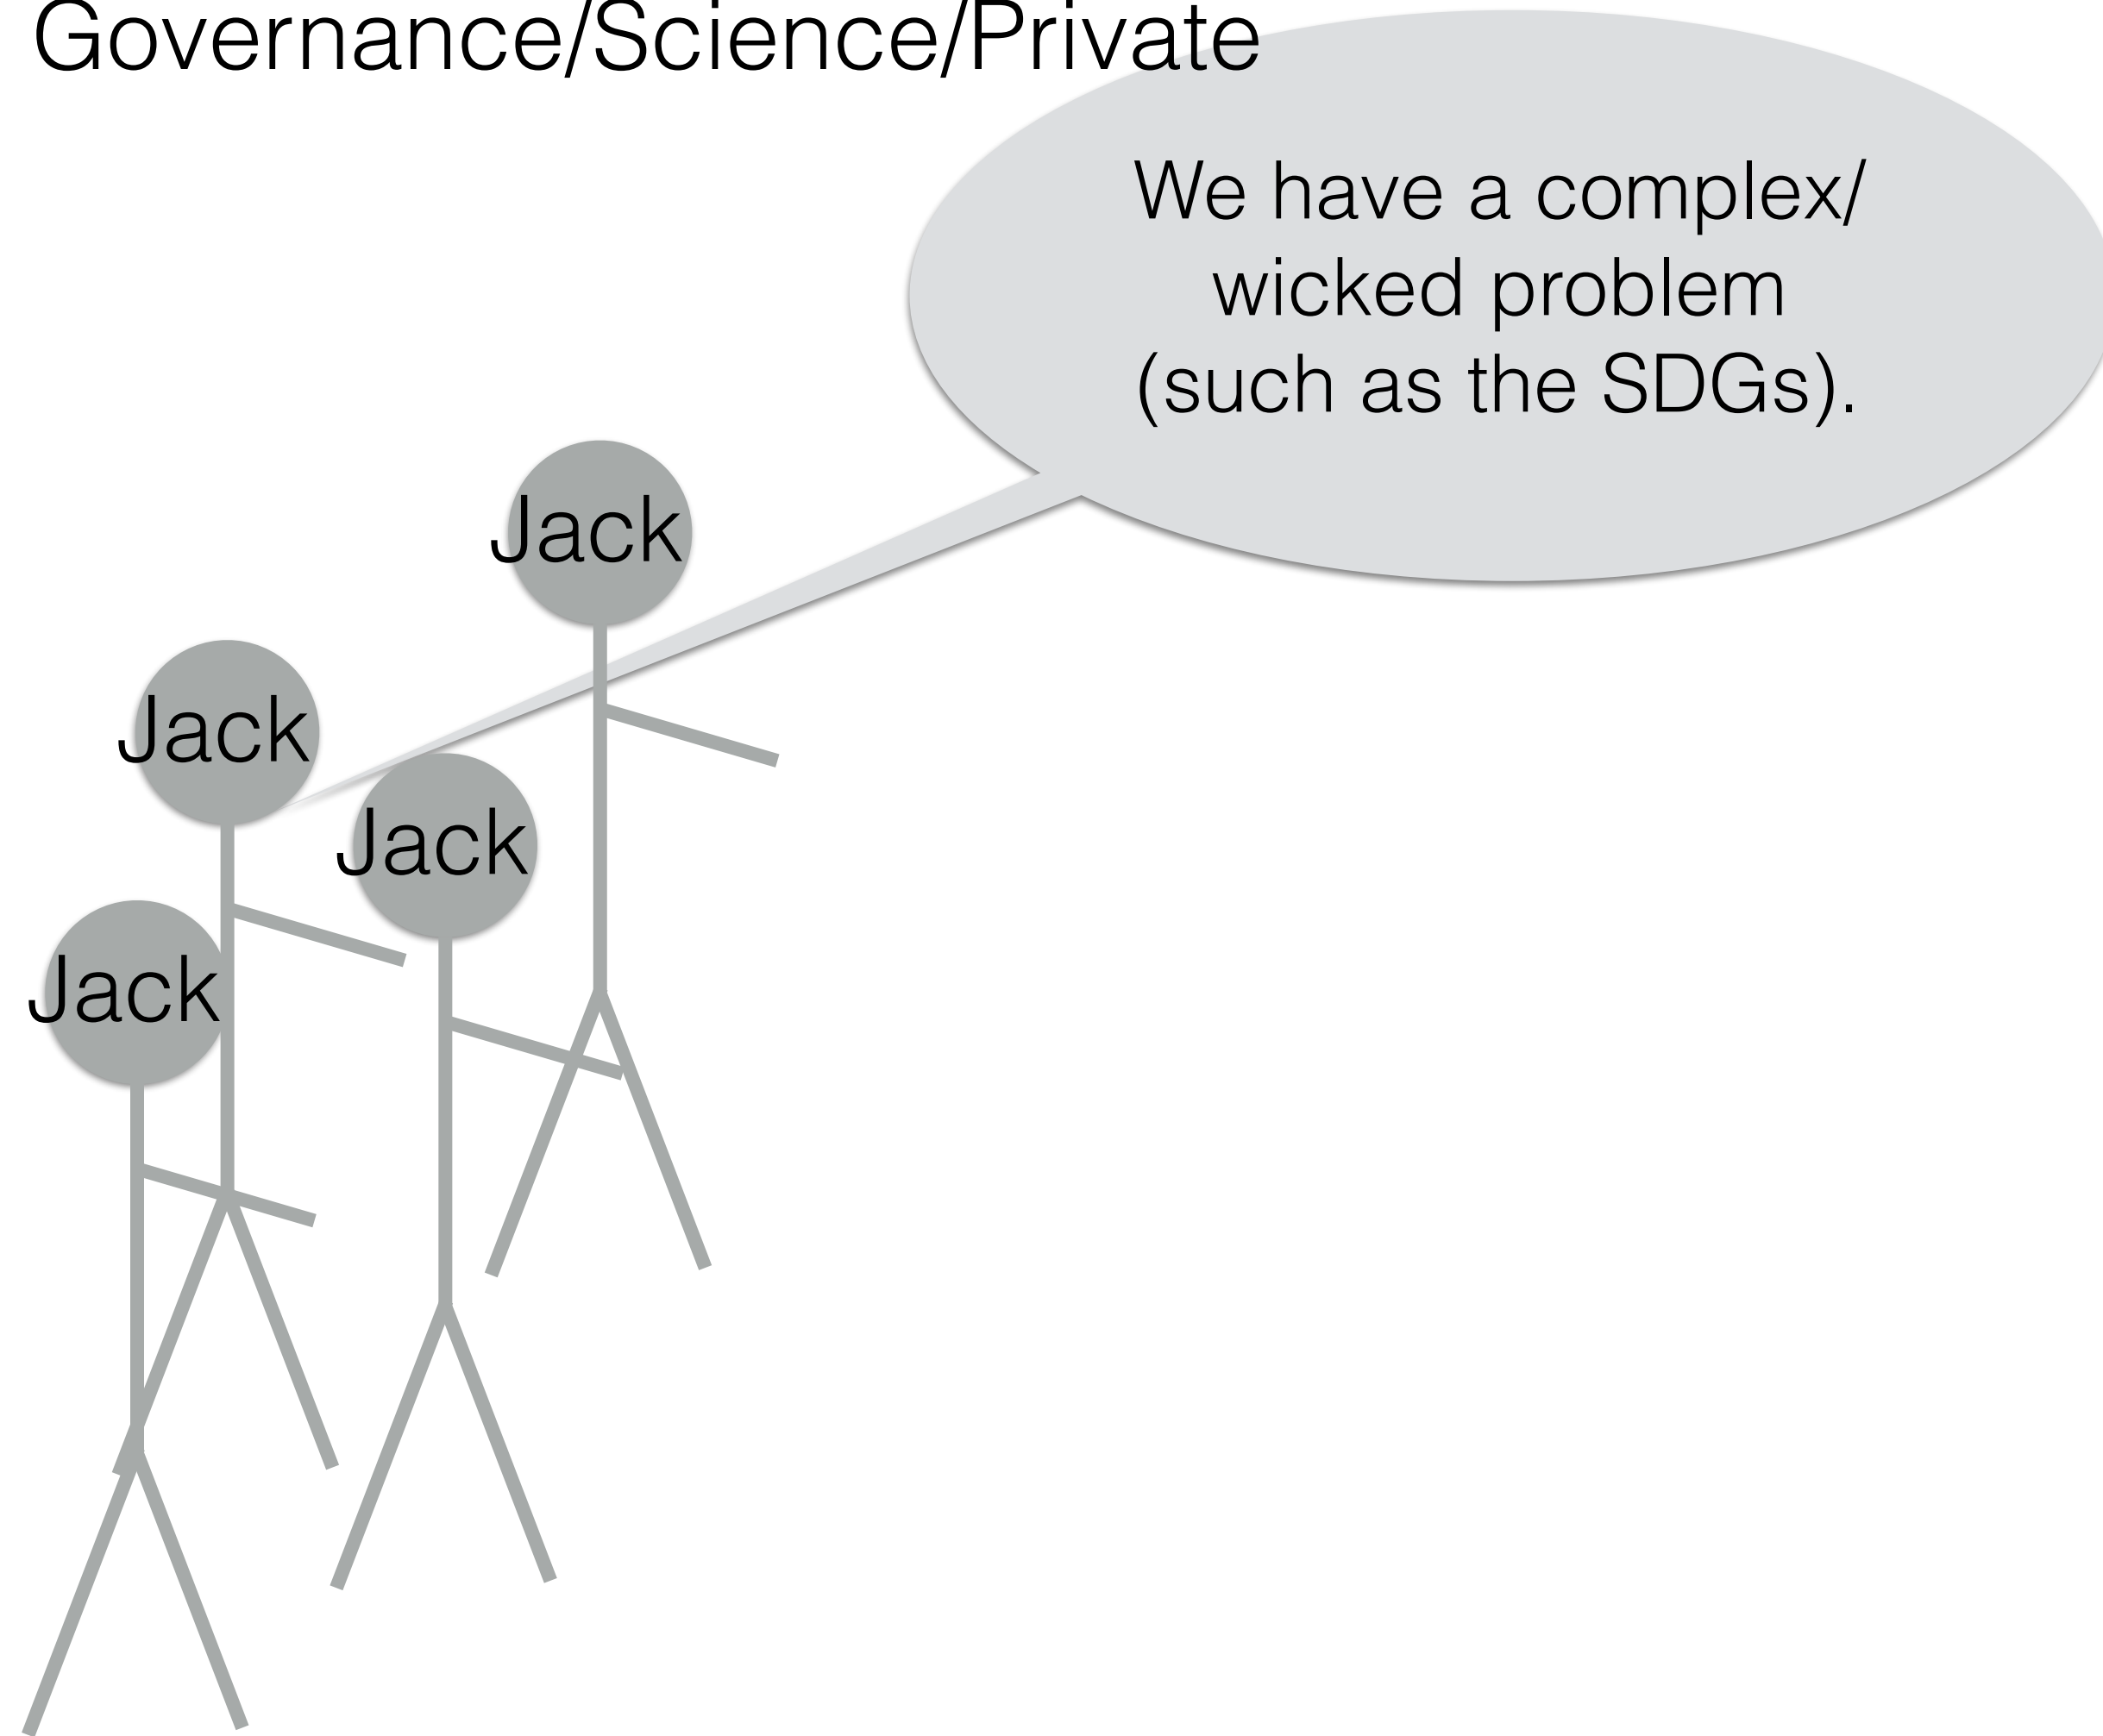 Governance/Science/Private
We have a complex/
wicked problem
(such as the SDGs).
Jack
Jack
Jack
Jack